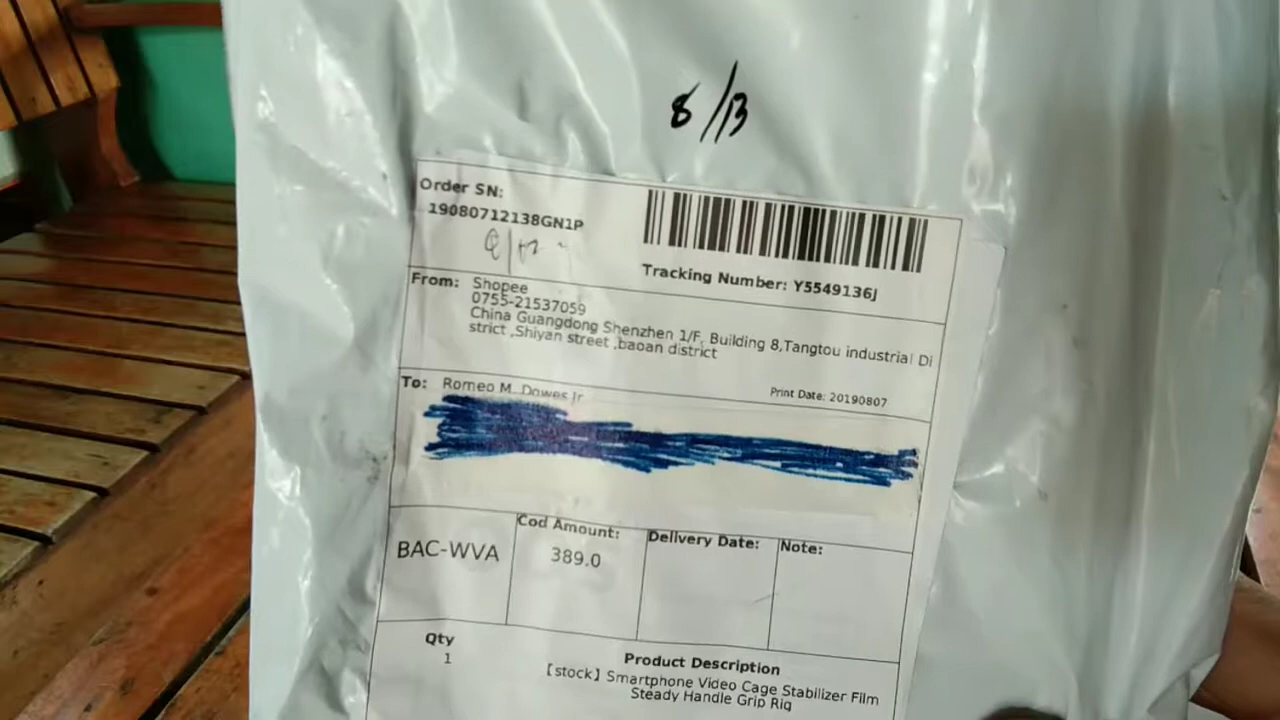 8/13
Order SN:
19080712138GN1P
Tracking Number: Y5549136J
From: Shopee
0755-21537059
China Guangdong Shenzhen 1/F, Building 8,Tangtou industrial Di
strict ,Shiyan street ,baoan district
To: Romeo M. Dowes Jr
Print Date: 20190807
BAC-WVA
Cod Amount:
389.0
Delivery Date:
Note:
Qty
1
Product Description
【stock】Smartphone Video Cage Stabilizer Film
Steady Handle Grip Rig